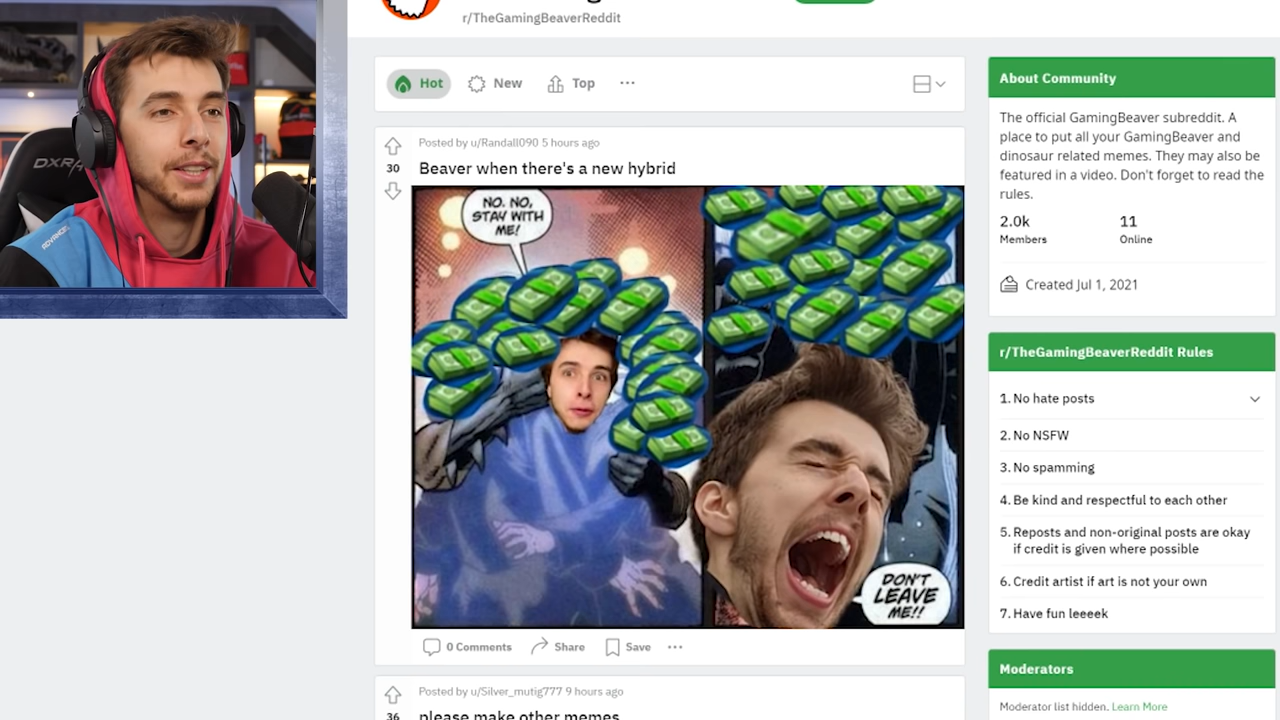 r/TheGamingBeaverReddit
Hot
New
Top
Posted by u/Randall090 5 hours ago
30
Beaver when there's a new hybrid
NO. NO,
STAY WITH
ME!
DON'T
LEAVE
ME!!
0 Comments
Share
Save
Posted by u/Silver_mutig777 9 hours ago
36
please make other memes
About Community
The official GamingBeaver subreddit. A
place to put all your GamingBeaver and
dinosaur related memes. They may also be
featured in a video. Don't forget to read the
rules.
2.0k
11
Members
Online
Created Jul 1, 2021
r/TheGamingBeaverReddit Rules
1. No hate posts
2. No NSFW
3. No spamming
4. Be kind and respectful to each other
5. Reposts and non-original posts are okay
if credit is given where possible
6. Credit artist if art is not your own
7. Have fun leeeek
Moderators
Moderator list hidden. Learn More